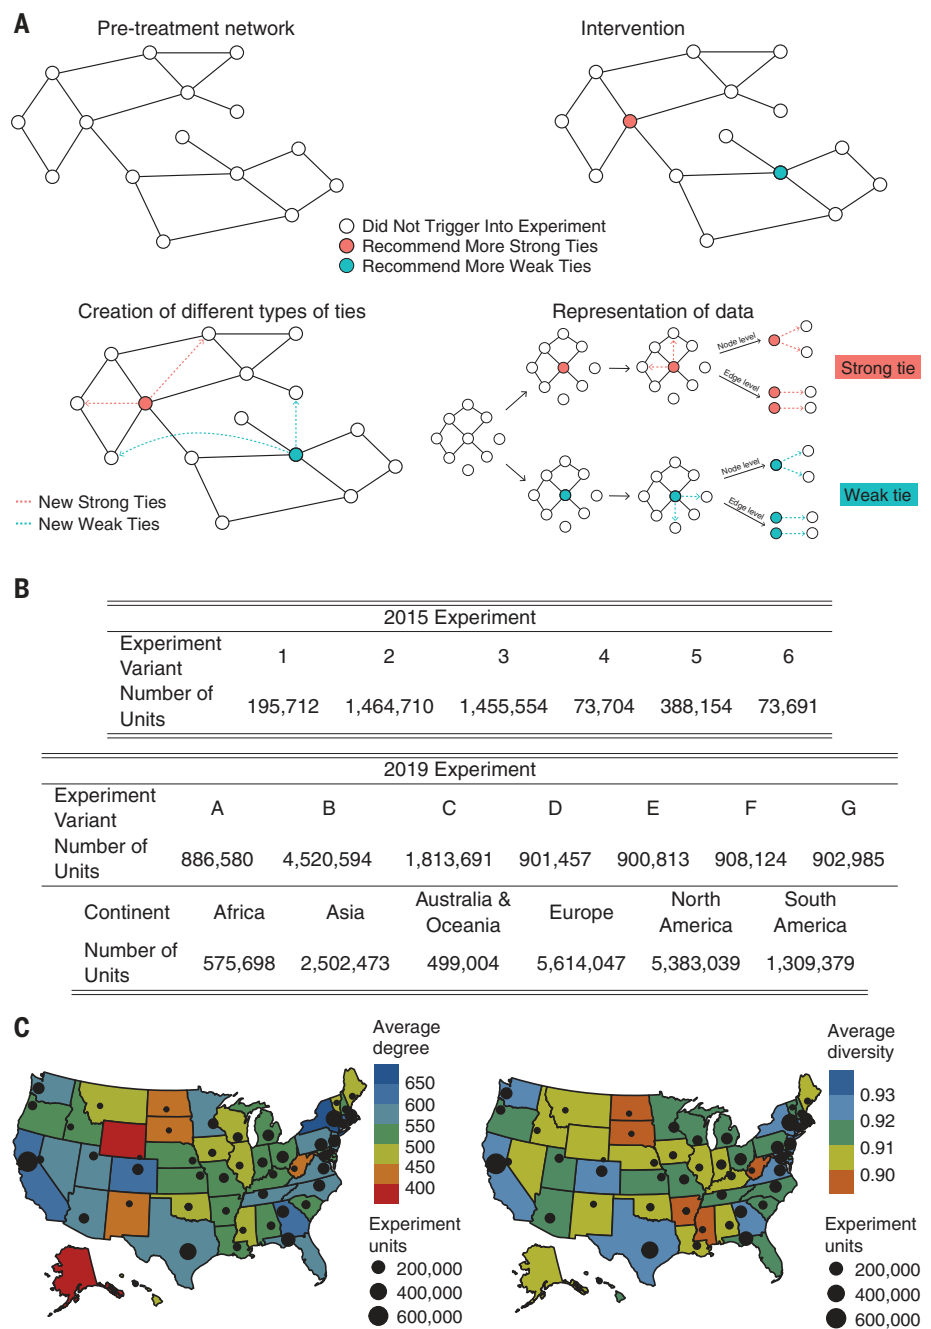 A
Pre-treatment network
Intervention
Did Not Trigger Into Experiment
Recommend More Strong Ties
Recommend More Weak Ties
Creation of different types of ties
Representation of data
New Strong Ties
New Weak Ties
Node level
Edge level
Strong tie
Node level
Edge level
Weak tie
B
2015 Experiment
Experiment Variant 1 2 3 4 5 6
Number of Units 195,712 1,464,710 1,455,554 73,704 388,154 73,691
2019 Experiment
Experiment Variant A B C D E F G
Number of Units 886,580 4,520,594 1,813,691 901,457 900,813 908,124 902,985
Continent Africa Asia Australia & Oceania Europe North America South America
Number of Units 575,698 2,502,473 499,004 5,614,047 5,383,039 1,309,379
C
Average
degree
650
600
550
500
450
400
Experiment
units
200,000
400,000
600,000
Average
diversity
0.93
0.92
0.91
0.90
Experiment
units
200,000
400,000
600,000